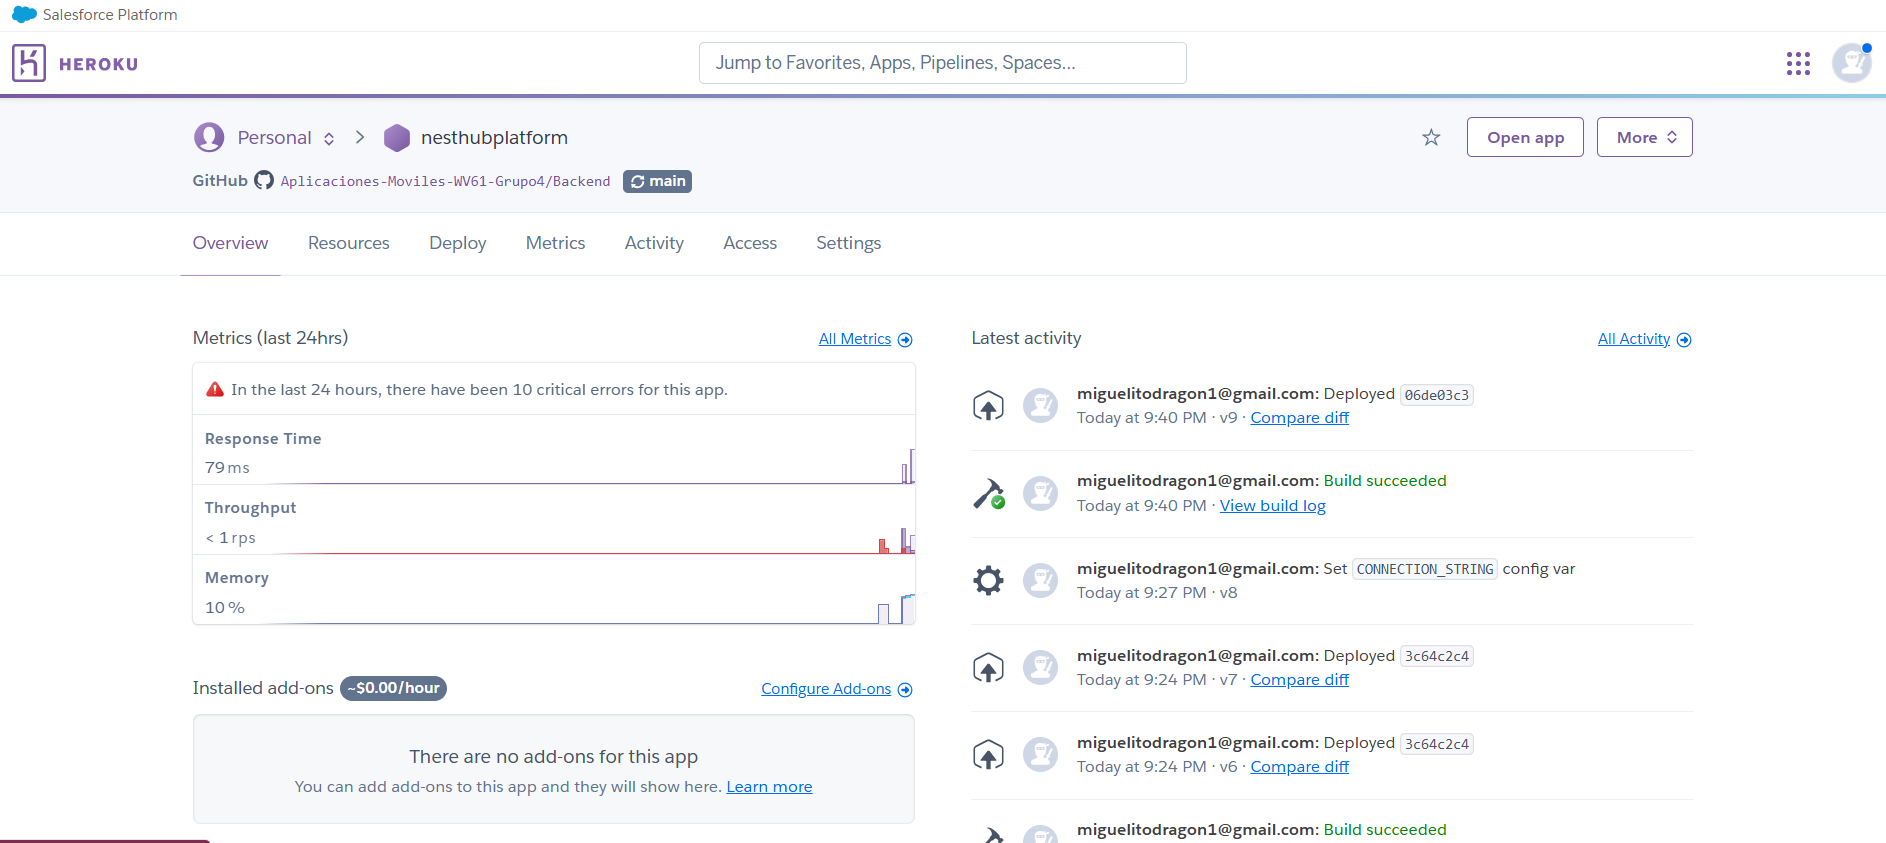 Salesforce Platform
HEROKU
Jump to Favorites, Apps, Pipelines, Spaces...
Personal
nesthubplatform
Open app
More
GitHub Aplicaciones-Moviles-WV61-Grupo4/Backend main
Overview Resources Deploy Metrics Activity Access Settings
Metrics (last 24hrs)
All Metrics
In the last 24 hours, there have been 10 critical errors for this app.
Response Time
79 ms
Throughput
< 1 rps
Memory
10 %
Installed add-ons ~$0.00/hour
Configure Add-ons
There are no add-ons for this app
You can add add-ons to this app and they will show here. Learn more
Latest activity
All Activity
miguelitodragon1@gmail.com: Deployed 06de03c3
Today at 9:40 PM · v9 · Compare diff
miguelitodragon1@gmail.com: Build succeeded
Today at 9:40 PM · View build log
miguelitodragon1@gmail.com: Set CONNECTION_STRING config var
Today at 9:27 PM · v8
miguelitodragon1@gmail.com: Deployed 3c64c2c4
Today at 9:24 PM · v7 · Compare diff
miguelitodragon1@gmail.com: Deployed 3c64c2c4
Today at 9:24 PM · v6 · Compare diff
miguelitodragon1@gmail.com: Build succeeded